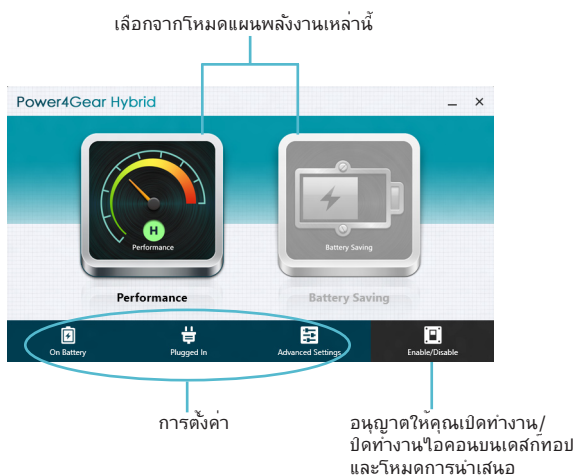 เลือกจากโหมดแผนพลังงานเหล่านี้
Power4Gear Hybrid
H
Performance
Battery Saving
Performance
Battery Saving
On Battery
Plugged In
Advanced Settings
Enable/Disable
การตั้งค่า
อนุญาตให้คุณเปิดทำงาน/
ปิดทำงานไอคอนบนเดสก์ทอป
และโหมดการนำเสนอ